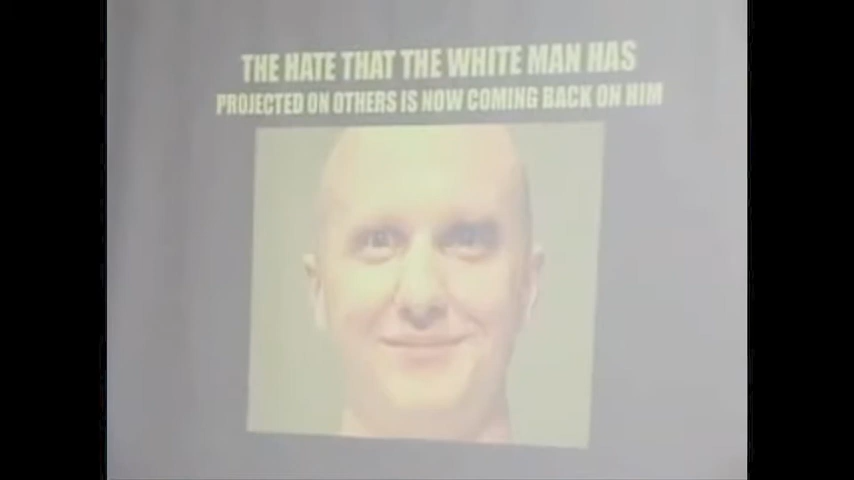 THE HATE THAT THE WHITE MAN HAS
PROJECTED ON OTHERS IS NOW COMING BACK ON HIM